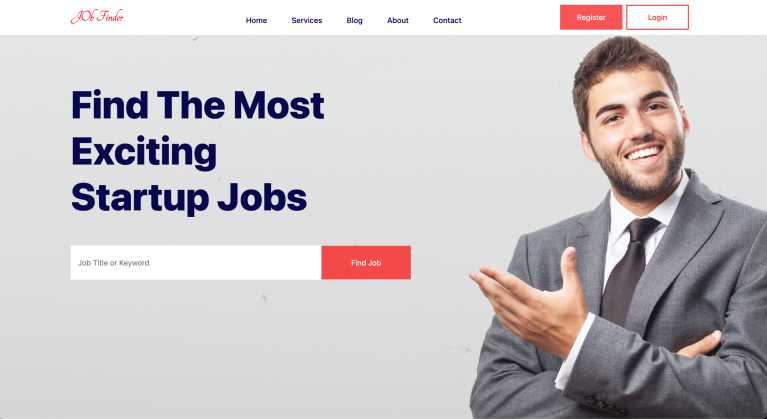 JOb Finder
Home
Services
Blog
About
Contact
Register
Login
Find The Most
Exciting
Startup Jobs
Job Title or Keyword
Find Job